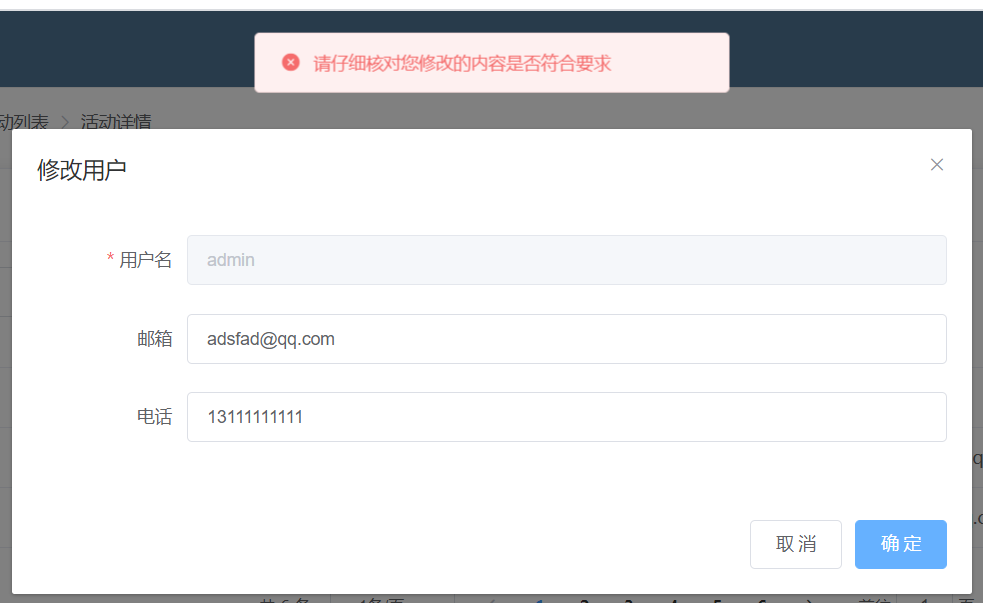 请仔细核对您修改的内容是否符合要求
动列表 > 活动详情
修改用户
* 用户名
admin
邮箱
adsfad@qq.com
电话
13111111111
取消
确定